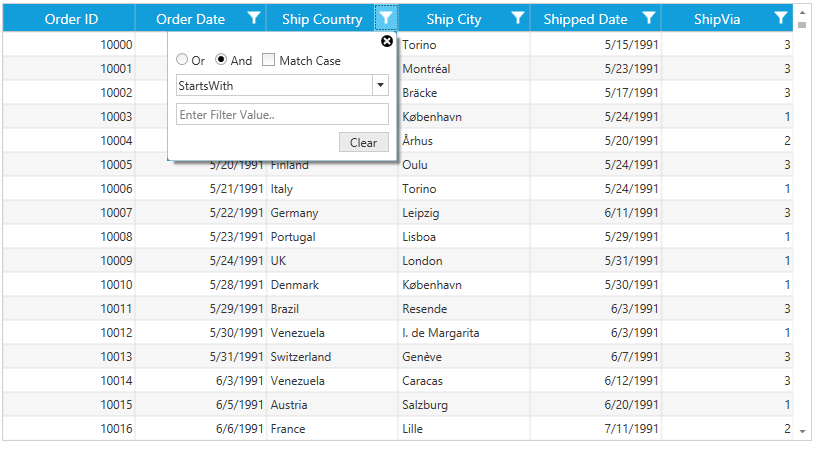 Order ID Order Date Ship Country Ship City Shipped Date ShipVia
10000 Torino 5/15/1991 3
Or And Match Case
10001 Montréal 5/23/1991 3
StartsWith
10002 Bräcke 5/17/1991 3
Enter Filter Value..
10003 København 5/24/1991 1
Clear
10004 Århus 5/20/1991 2
10005 5/20/1991 Finland Oulu 5/24/1991 3
10006 5/21/1991 Italy Torino 5/24/1991 1
10007 5/22/1991 Germany Leipzig 6/11/1991 3
10008 5/23/1991 Portugal Lisboa 5/29/1991 1
10009 5/24/1991 UK London 5/31/1991 1
10010 5/28/1991 Denmark København 5/30/1991 1
10011 5/29/1991 Brazil Resende 6/3/1991 3
10012 5/30/1991 Venezuela I. de Margarita 6/3/1991 1
10013 5/31/1991 Switzerland Genève 6/7/1991 3
10014 6/3/1991 Venezuela Caracas 6/12/1991 3
10015 6/5/1991 Austria Salzburg 6/20/1991 1
10016 6/6/1991 France Lille 7/11/1991 2